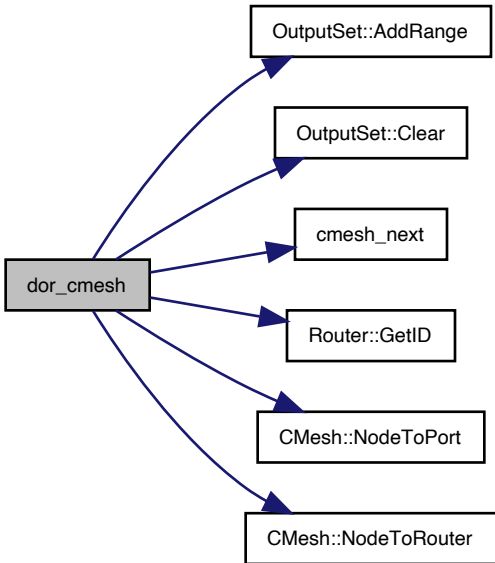 OutputSet::AddRange
OutputSet::Clear
cmesh_next
dor_cmesh
Router::GetID
CMesh::NodeToPort
CMesh::NodeToRouter